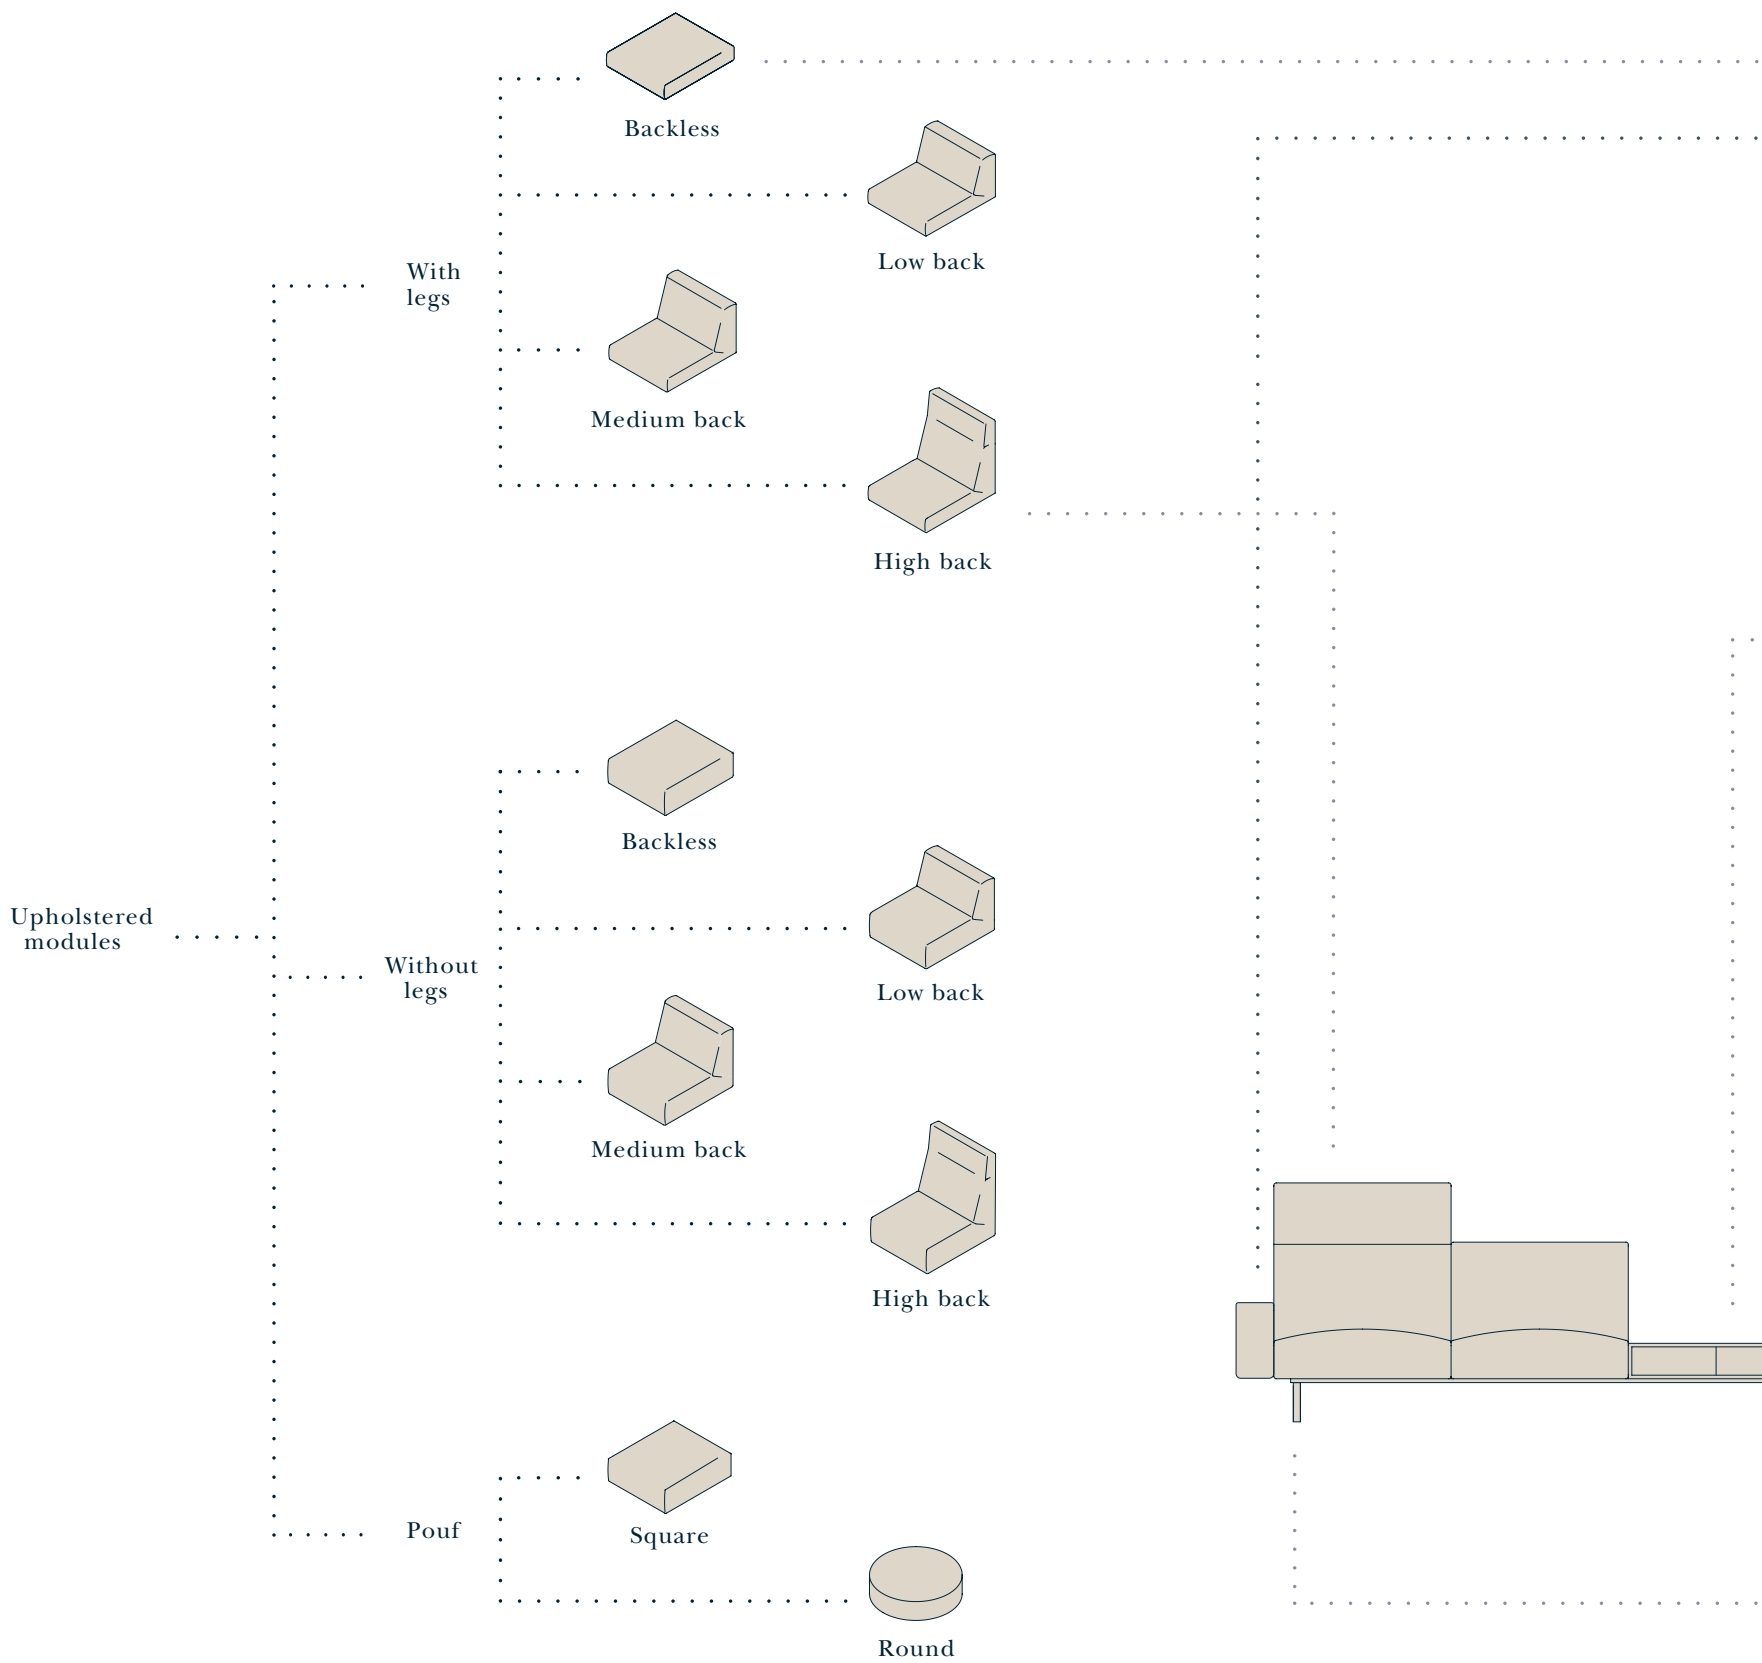 Backless
Low back
With
legs
Medium back
High back
Backless
Upholstered
modules
Without
legs
Low back
Medium back
High back
Pouf
Square
Round